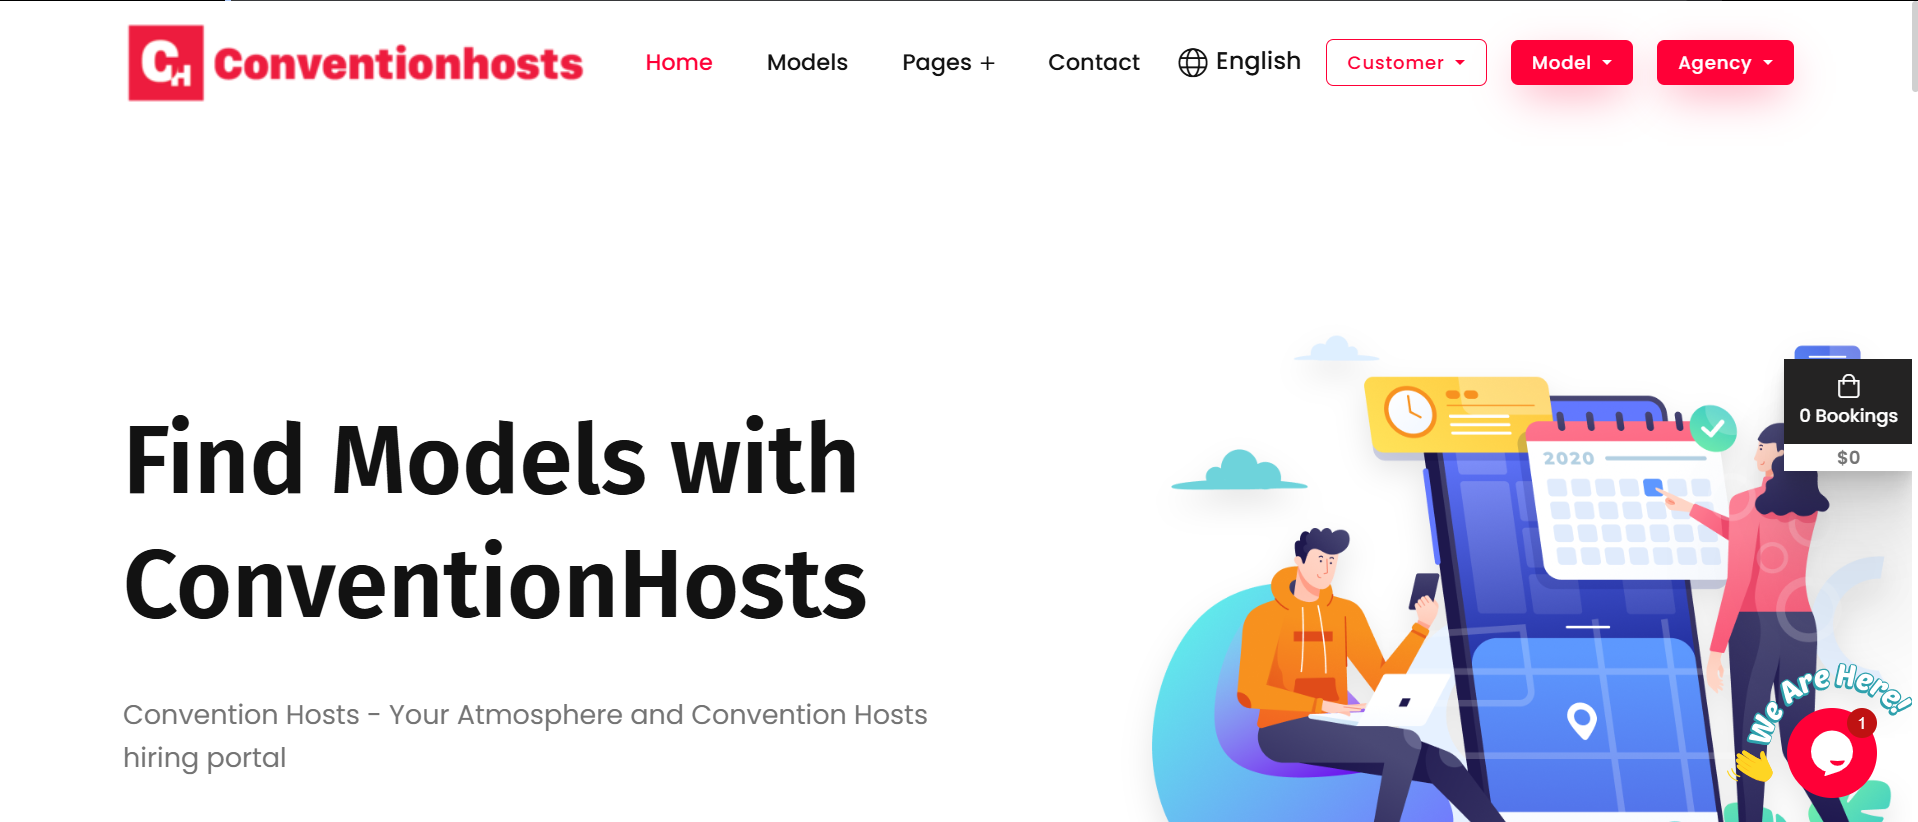 CH Conventionhosts
Home Models Pages + Contact English Customer Model Agency
Find Models with
ConventionHosts
Convention Hosts - Your Atmosphere and Convention Hosts
hiring portal
2020
0 Bookings
$0
We Are Here!
1